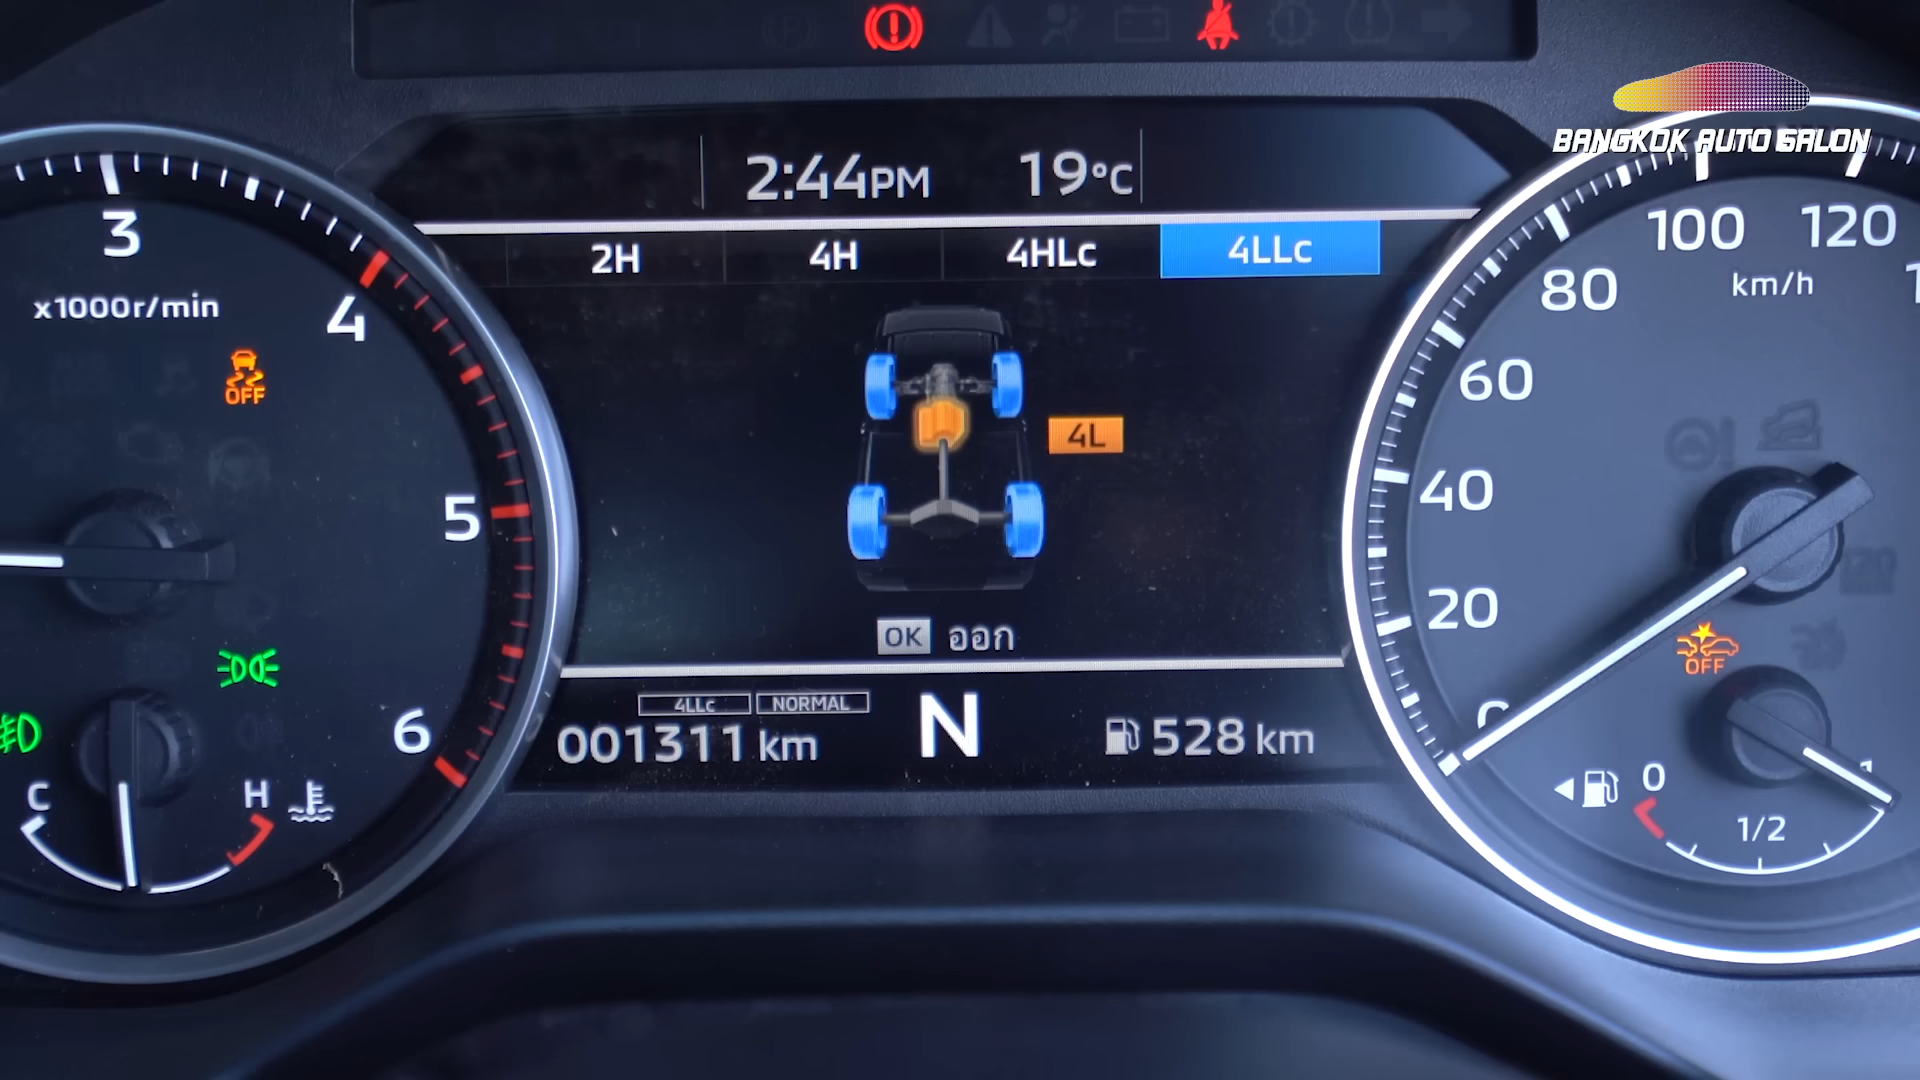 BANGKOK AUTO SALON
2:44PM 19°C
2H 4H 4HLc 4LLc
3
4
5
6
x1000r/min
OFF
4L
OK ออก
4LLc NORMAL
001311 km N 528 km
C H
20
40
60
80
100
120
km/h
OFF
0 1/2 1